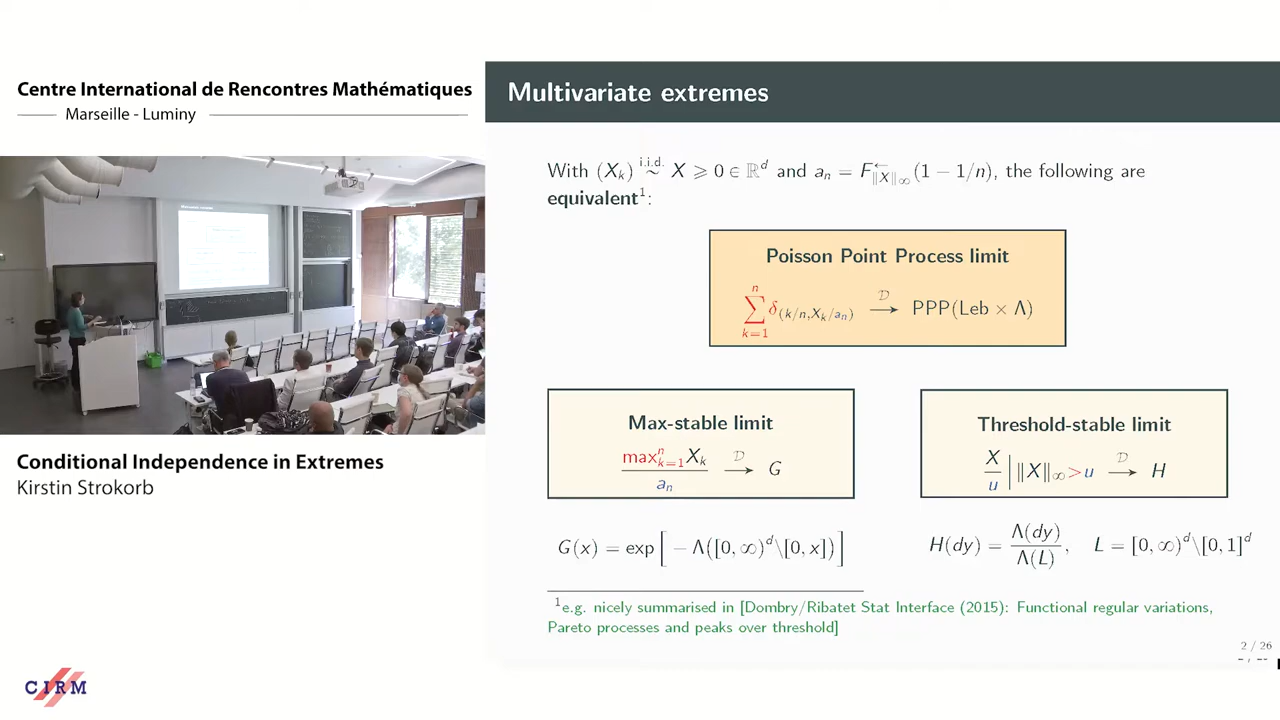 Centre International de Rencontres Mathématiques
Marseille - Luminy
Conditional Independence in Extremes
Kirstin Strokorb
CIRM
Multivariate extremes
With (X_k) i.i.d. ~ X ⩾ 0 ∈ ℝ^d and a_n = F^←_{‖X‖_∞}(1 − 1/n), the following are
equivalent¹:
Poisson Point Process limit
∑_{k=1}^{n} δ_{(k/n, X_k/a_n)} —𝒟→ PPP(Leb × Λ)
Max-stable limit
max^n_{k=1} X_k / a_n —𝒟→ G
G(x) = exp[ − Λ([0, ∞)^d \ [0, x])]
Threshold-stable limit
X/u | ‖X‖_∞ > u —𝒟→ H
H(dy) = Λ(dy)/Λ(L), L = [0, ∞)^d \ [0, 1]^d
¹e.g. nicely summarised in [Dombry/Ribatet Stat Interface (2015): Functional regular variations,
Pareto processes and peaks over threshold]
2 / 26